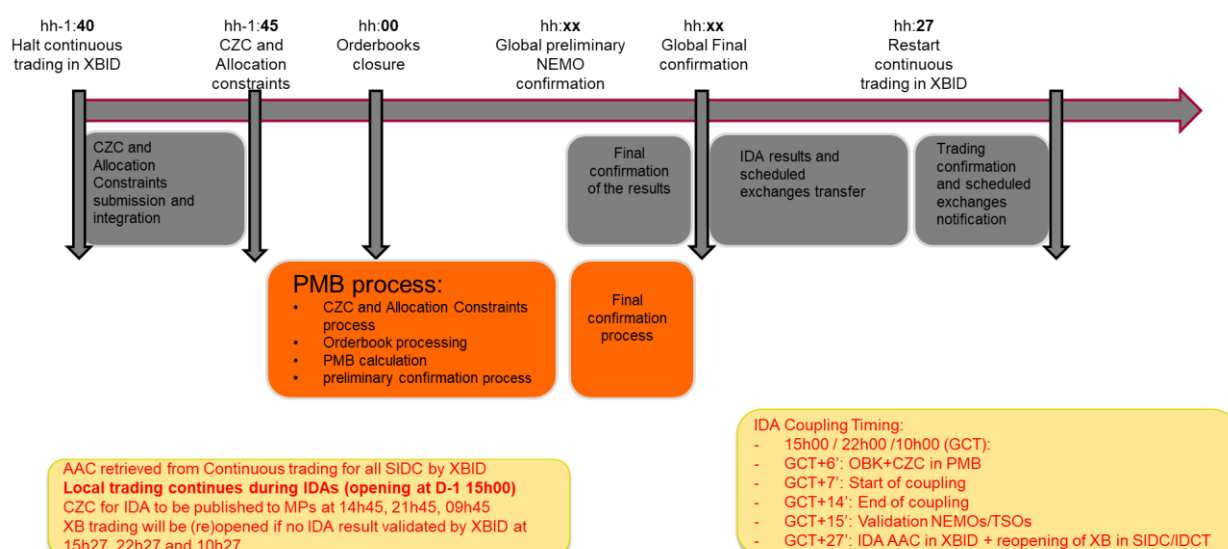 hh-1:40
Halt continuous
trading in XBID
hh-1:45
CZC and
Allocation
constraints
hh:00
Orderbooks
closure
hh:xx
Global preliminary
NEMO
confirmation
hh:xx
Global Final
confirmation
hh:27
Restart
continuous
trading in XBID
CZC and
Allocation
Constraints
submission and
integration
Final
confirmation
of the results
IDA results and
scheduled
exchanges transfer
Trading
confirmation
and scheduled
exchanges
notification
PMB process:
• CZC and Allocation Constraints
process
• Orderbook processing
• PMB calculation
• preliminary confirmation process
Final
confirmation
process
AAC retrieved from Continuous trading for all SIDC by XBID
Local trading continues during IDAs (opening at D-1 15h00)
CZC for IDA to be published to MPs at 14h45, 21h45, 09h45
XB trading will be (re)opened if no IDA result validated by XBID at
15h27, 22h27 and 10h27
IDA Coupling Timing:
- 15h00 / 22h00 /10h00 (GCT):
- GCT+6': OBK+CZC in PMB
- GCT+7': Start of coupling
- GCT+14': End of coupling
- GCT+15': Validation NEMOs/TSOs
- GCT+27': IDA AAC in XBID + reopening of XB in SIDC/IDCT